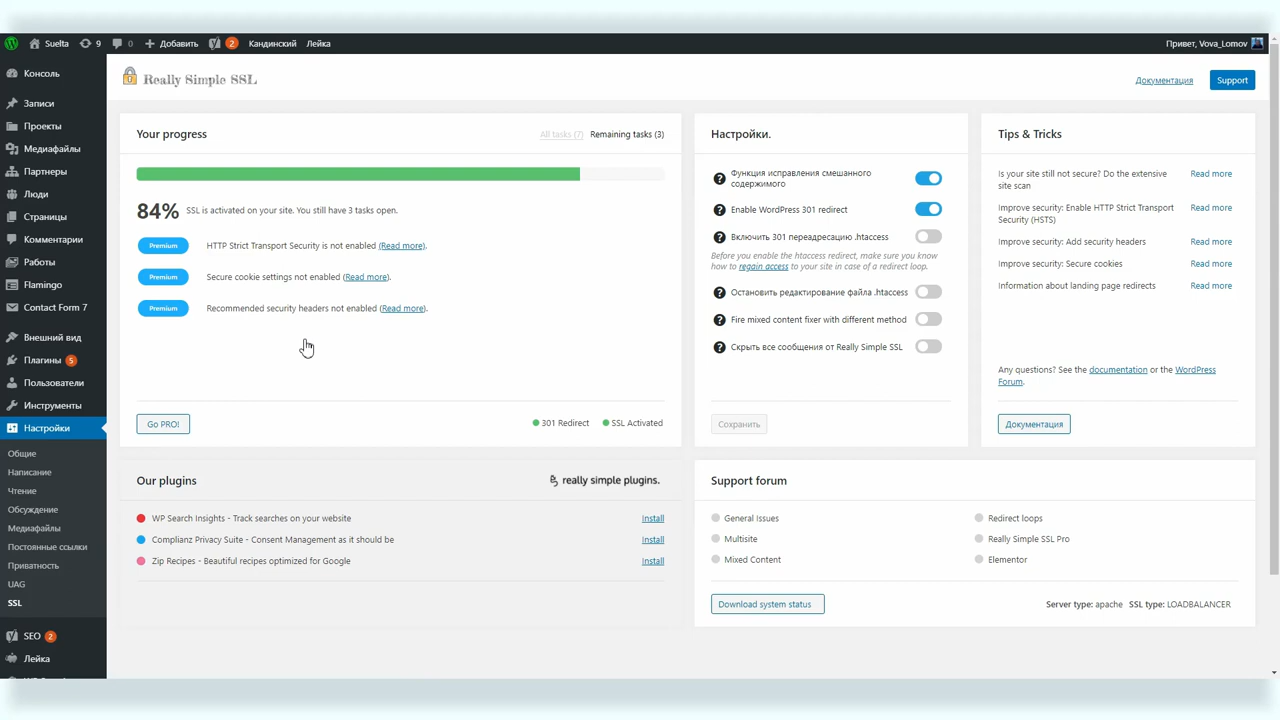 Suelta 9 0 Добавить 2 Кандинский Лейка Привет, Vova_Lomov
Консоль
Записи
Проекты
Медиафайлы
Партнеры
Люди
Страницы
Комментарии
Работы
Flamingo
Contact Form 7
Внешний вид
Плагины 5
Пользователи
Инструменты
Настройки
Общие
Написание
Чтение
Обсуждение
Медиафайлы
Постоянные ссылки
Приватность
UAG
SSL
SEO 2
Лейка
Really Simple SSL
Документация Support
Your progress All tasks (7) Remaining tasks (3)
84% SSL is activated on your site. You still have 3 tasks open.
Premium HTTP Strict Transport Security is not enabled (Read more).
Premium Secure cookie settings not enabled (Read more).
Premium Recommended security headers not enabled (Read more).
Go PRO! 301 Redirect SSL Activated
Настройки.
Функция исправления смешанного
содержимого
Enable WordPress 301 redirect
Включить 301 переадресацию .htaccess
Before you enable the htaccess redirect, make sure you know
how to regain access to your site in case of a redirect loop.
Остановить редактирование файла .htaccess
Fire mixed content fixer with different method
Скрыть все сообщения от Really Simple SSL
Сохранить
Tips & Tricks
Is your site still not secure? Do the extensive Read more
site scan
Improve security: Enable HTTP Strict Transport Read more
Security (HSTS)
Improve security: Add security headers Read more
Improve security: Secure cookies Read more
Information about landing page redirects Read more
Any questions? See the documentation or the WordPress
Forum.
Документация
Our plugins really simple plugins.
WP Search Insights - Track searches on your website Install
Complianz Privacy Suite - Consent Management as it should be Install
Zip Recipes - Beautiful recipes optimized for Google Install
Support forum
General Issues Redirect loops
Multisite Really Simple SSL Pro
Mixed Content Elementor
Download system status Server type: apache SSL type: LOADBALANCER